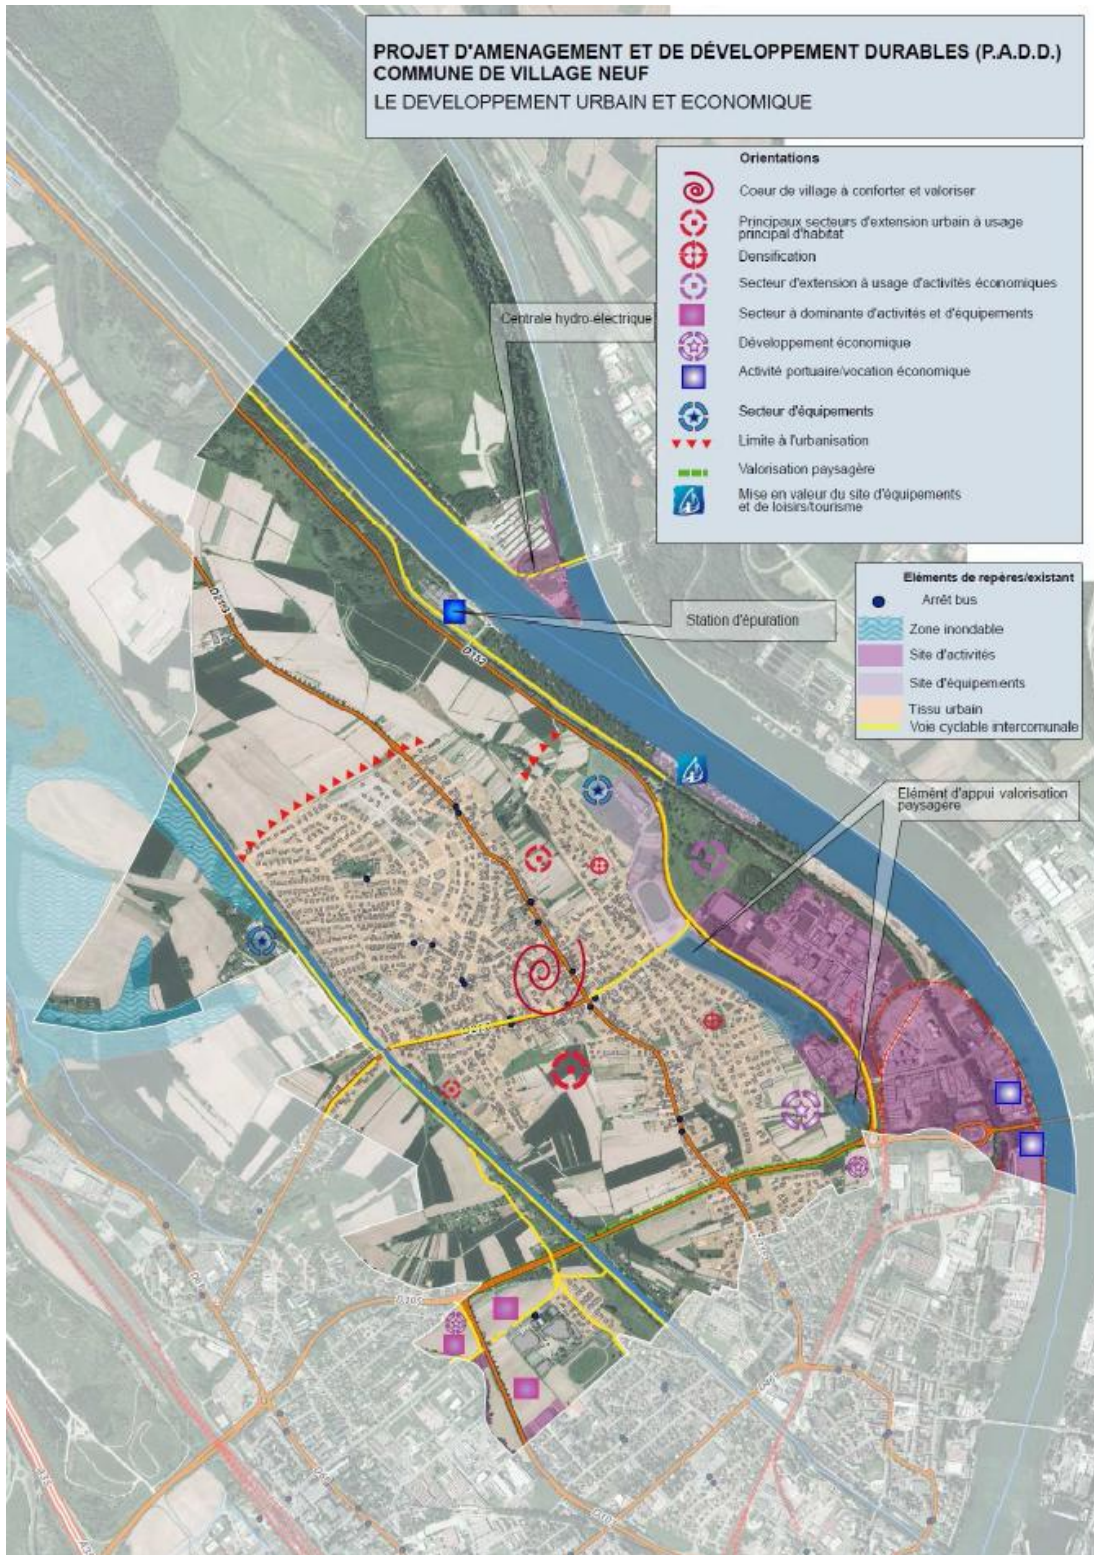 PROJET D'AMENAGEMENT ET DE DÉVELOPPEMENT DURABLES (P.A.D.D.)
COMMUNE DE VILLAGE NEUF
LE DEVELOPPEMENT URBAIN ET ECONOMIQUE
Orientations
Coeur de village à conforter et valoriser
Principaux secteurs d'extension urbain à usage
principal d'habitat
Densification
Secteur d'extension à usage d'activités économiques
Secteur à dominante d'activités et d'équipements
Développement économique
Activité portuaire/vocation économique
Secteur d'équipements
Limite à l'urbanisation
Valorisation paysagère
Mise en valeur du site d'équipements
et de loisirs/tourisme
Centrale hydro-électrique
Eléments de repères/existant
Arrêt bus
Zone inondable
Site d'activités
Site d'équipements
Tissu urbain
Voie cyclable intercomunale
Station d'épuration
D152
Elémént d'appui valorisation
paysagère
D105